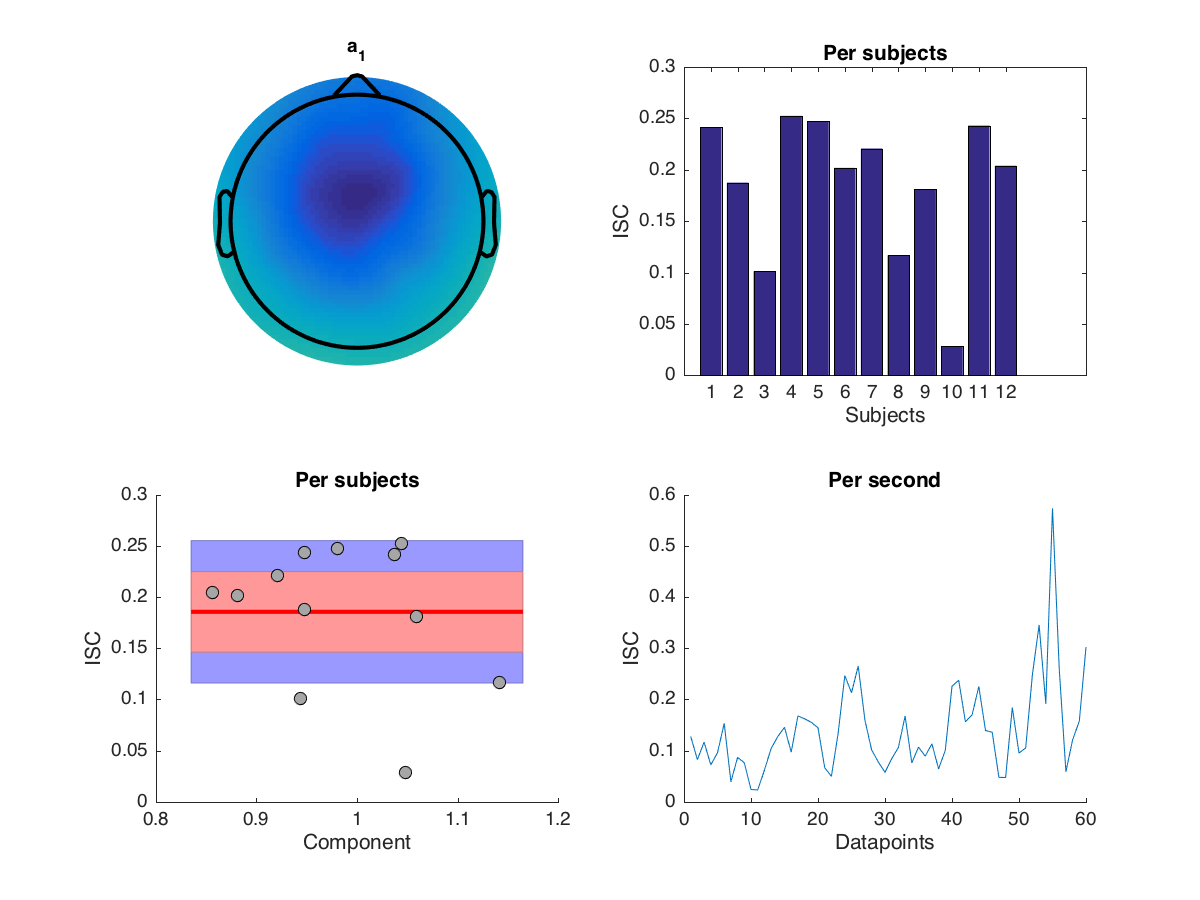 a1
Per subjects
0.3
0.25
0.2
0.15
0.1
0.05
0
ISC
1 2 3 4 5 6 7 8 9 10 11 12
Subjects
Per subjects
0.3
0.25
0.2
0.15
0.1
0.05
0
ISC
0.8 0.9 1 1.1 1.2
Component
Per second
0.6
0.5
0.4
0.3
0.2
0.1
0
ISC
0 10 20 30 40 50 60
Datapoints